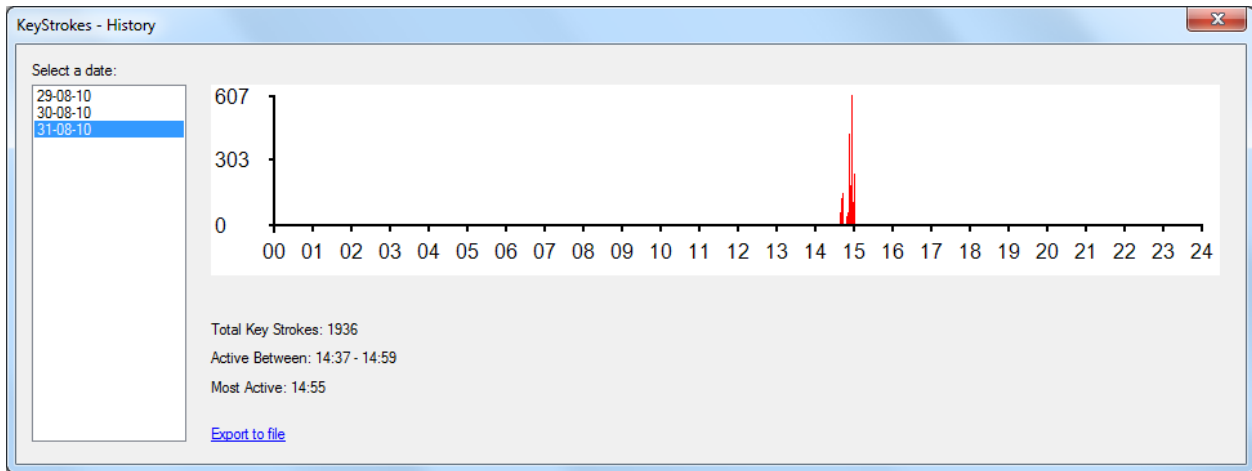 KeyStrokes - History
Select a date:
29-08-10
30-08-10
31-08-10
607
303
0
00 01 02 03 04 05 06 07 08 09 10 11 12 13 14 15 16 17 18 19 20 21 22 23 24
Total Key Strokes: 1936
Active Between: 14:37 - 14:59
Most Active: 14:55
Export to file